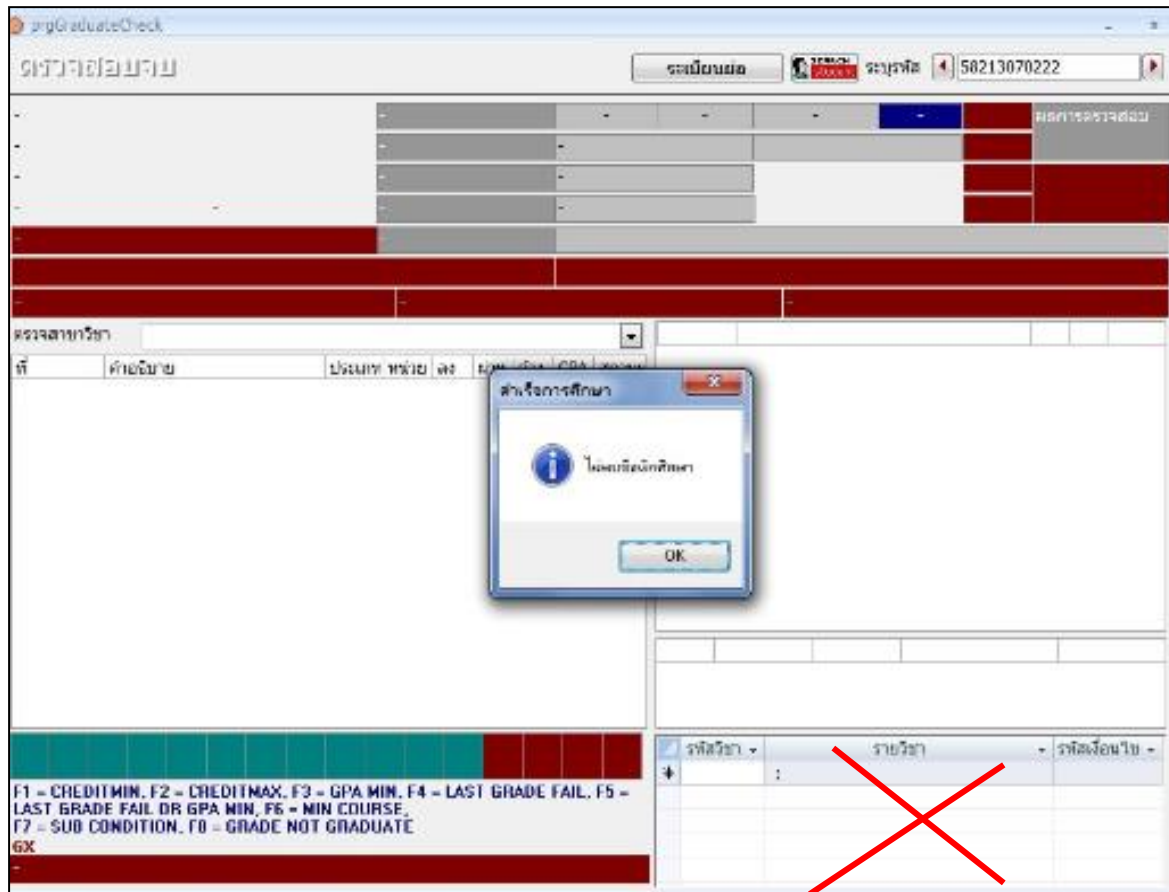 prgGraduateCheck
ตรวจสอบจบ
ระเบียนย่อ
SEARCH
ระบุรหัส
58213070222
ผลการตรวจสอบ
ตรวจสาขาวิชา
ที่ คำอธิบาย ประเภท หน่วย ลง GPA
สำเร็จการศึกษา
ไม่พบชื่อนักศึกษา
OK
รหัสวิชา รายวิชา รหัสเงื่อนไข
:
F1 = CREDITMIN, F2 = CREDITMAX, F3 = GPA MIN, F4 = LAST GRADE FAIL, F5 =
LAST GRADE FAIL OR GPA MIN, F6 = MIN COURSE,
F7 = SUB CONDITION, F8 = GRADE NOT GRADUATE
GX